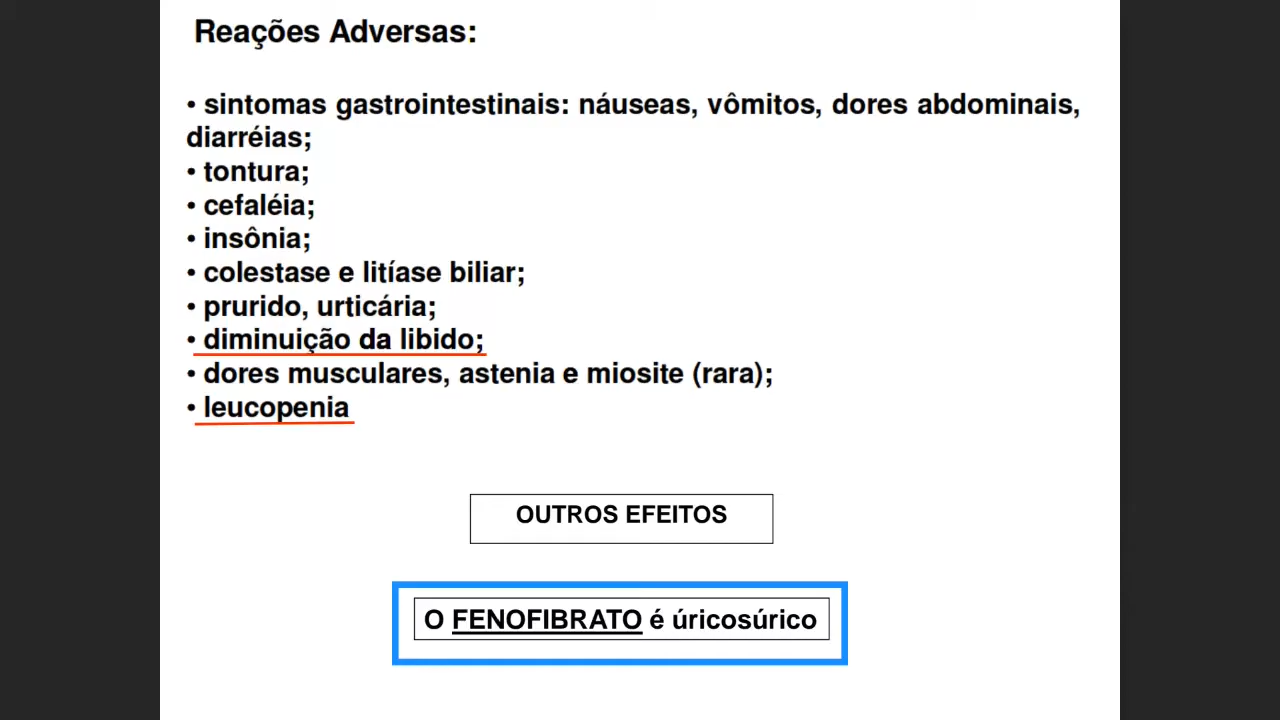 Reações Adversas:
• sintomas gastrointestinais: náuseas, vômitos, dores abdominais,
diarréias;
• tontura;
• cefaléia;
• insônia;
• colestase e litíase biliar;
• prurido, urticária;
• diminuição da libido;
• dores musculares, astenia e miosite (rara);
• leucopenia
OUTROS EFEITOS
O FENOFIBRATO é úricosúrico